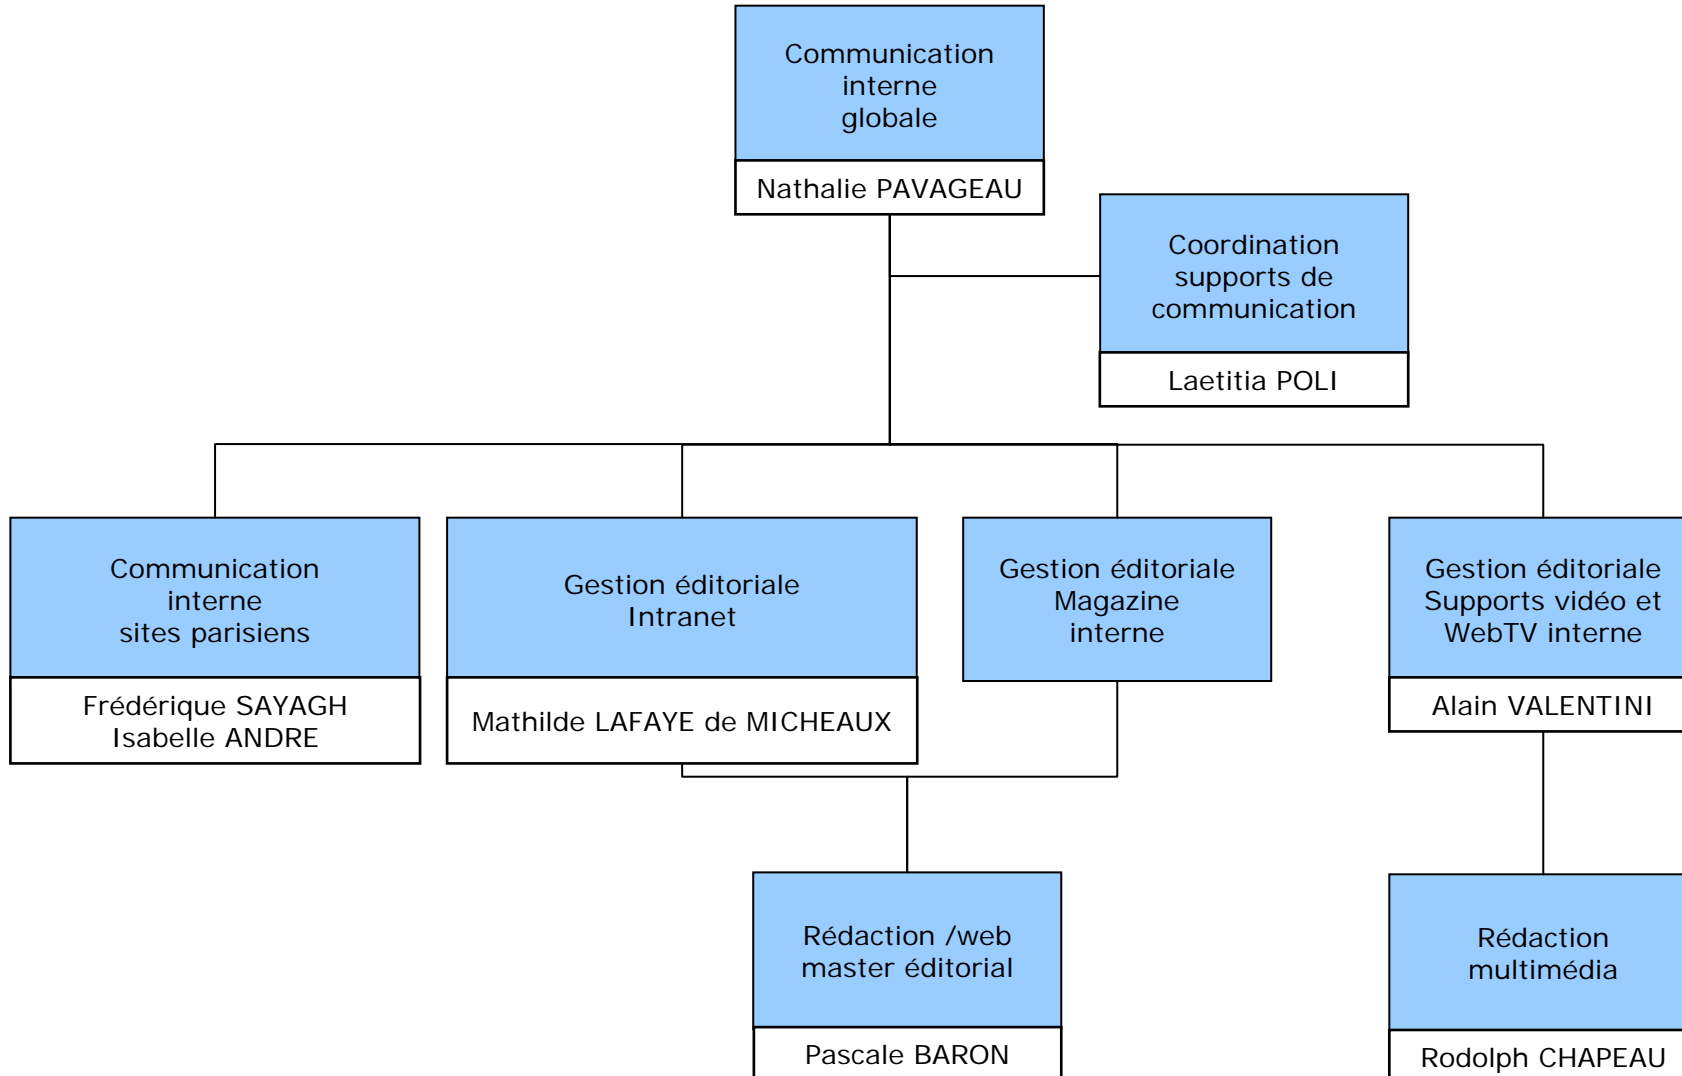 Communication
interne
globale
Nathalie PAVAGEAU
Coordination
supports de
communication
Laetitia POLI
Communication
interne
sites parisiens
Frédérique SAYAGH
Isabelle ANDRE
Gestion éditoriale
Intranet
Mathilde LAFAYE de MICHEAUX
Gestion éditoriale
Magazine
interne
Gestion éditoriale
Supports vidéo et
WebTV interne
Alain VALENTINI
Rédaction /web
master éditorial
Pascale BARON
Rédaction
multimédia
Rodolph CHAPEAU